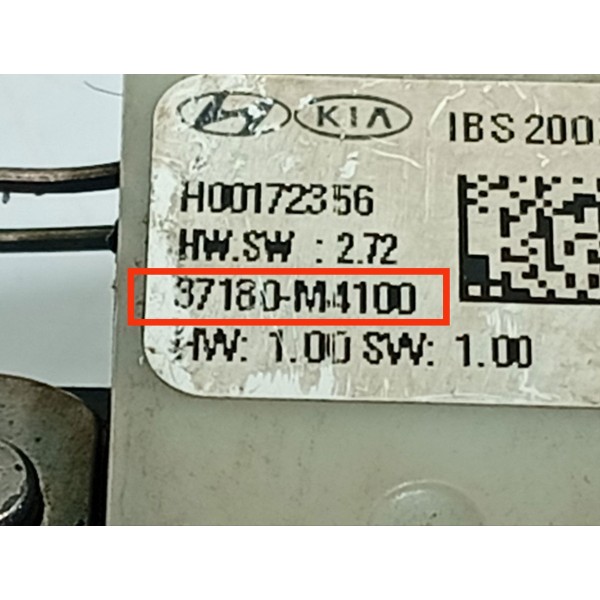 KIA IBS200
H00172356
HW.SW : 2.72
37180-M4100
HW: 1.00 SW: 1.00